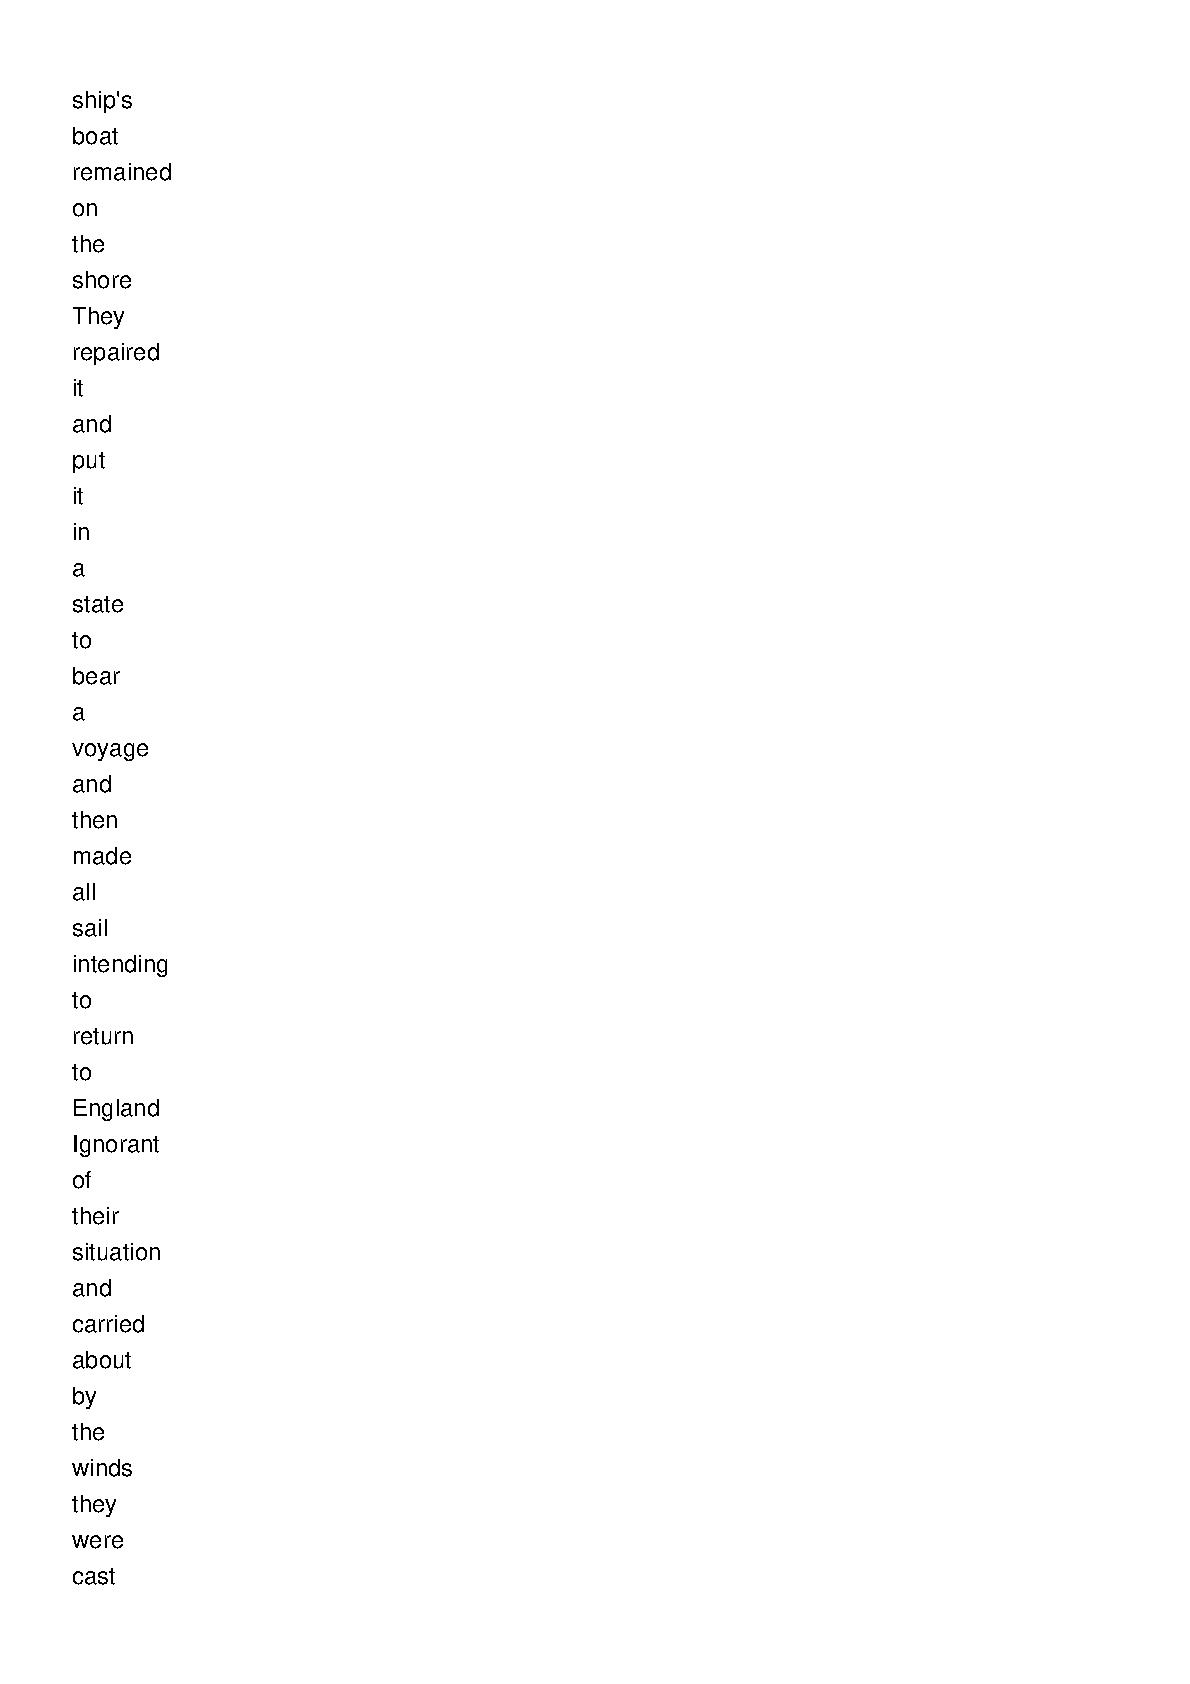 ship's
boat
remained
on
the
shore
They
repaired
it
and
put
it
in
a
state
to
bear
a
voyage
and
then
made
all
sail
intending
to
return
to
England
Ignorant
of
their
situation
and
carried
about
by
the
winds
they
were
cast